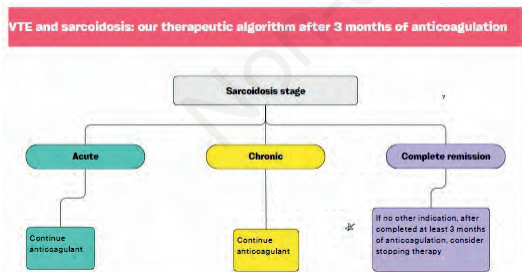 VTE and sarcoidosis: our therapeutic algorithm after 3 months of anticoagulation
Sarcoidosis stage
Acute
Chronic
Complete remission
Continue
anticoagulant
Continue
anticoagulant
If no other indication, after
completed at least 3 months
of anticoagulation, consider
stopping therapy